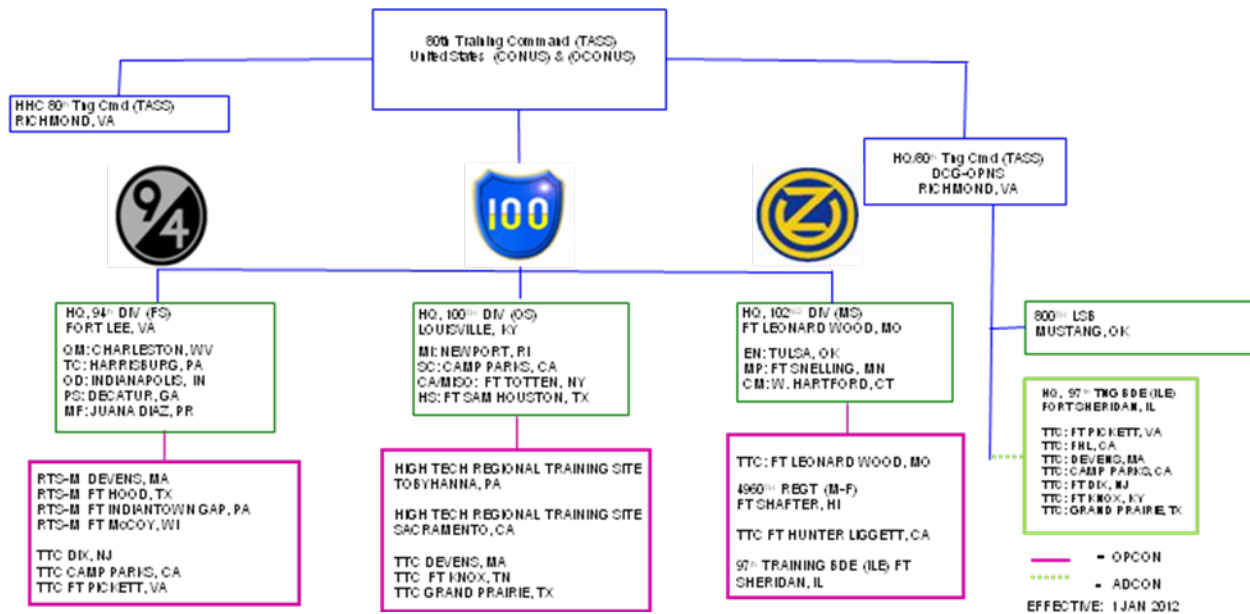 80th Training Command (TASS)
United States (CONUS) & (OCONUS)
HHC 80th Tng Cmd (TASS)
RICHMOND, VA
HQ, 80th Tng Cmd (TASS)
DCG-OPNS
RICHMOND, VA
9/4
100
OZ
HQ, 94th DIV (FS)
FORT LEE, VA
QM: CHARLESTON, WV
TC: HARRISBURG, PA
OD: INDIANAPOLIS, IN
PS: DECATUR, GA
MF: JUANA DIAZ, PR
HQ, 100TH DIV (OS)
LOUISVILLE, KY
MI: NEWPORT, RI
SC: CAMP PARKS, CA
CA/MISO: FT TOTTEN, NY
HS: FT SAM HOUSTON, TX
HQ, 102ND DIV (MS)
FT LEONARD WOOD, MO
EN: TULSA, OK
MP: FT SNELLING, MN
CM: W. HARTFORD, CT
800TH LSB
MUSTANG, OK
HQ, 97th TNG BDE (ILE)
FORT SHERIDAN, IL
TTC: FT PICKETT, VA
TTC: FHL, CA
TTC: DEVENS, MA
TTC: CAMP PARKS, CA
TTC: FT DIX, NJ
TTC: FT KNOX, KY
TTC: GRAND PRAIRIE, TX
RTS-M DEVENS, MA
RTS-M FT HOOD, TX
RTS-M FT INDIANTOWN GAP, PA
RTS-M FT McCOY, WI
TTC DIX, NJ
TTC CAMP PARKS, CA
TTC FT PICKETT, VA
HIGH TECH REGIONAL TRAINING SITE
TOBYHANNA, PA
HIGH TECH REGIONAL TRAINING SITE
SACRAMENTO, CA
TTC DEVENS, MA
TTC FT KNOX, TN
TTC GRAND PRAIRIE, TX
TTC: FT LEONARD WOOD, MO
4960TH REGT (M-F)
FT SHAFTER, HI
TTC FT HUNTER LIGGETT, CA
97th TRAINING BDE (ILE) FT
SHERIDAN, IL
- OPCON
- ADCON
EFFECTIVE: 1 JAN 2012